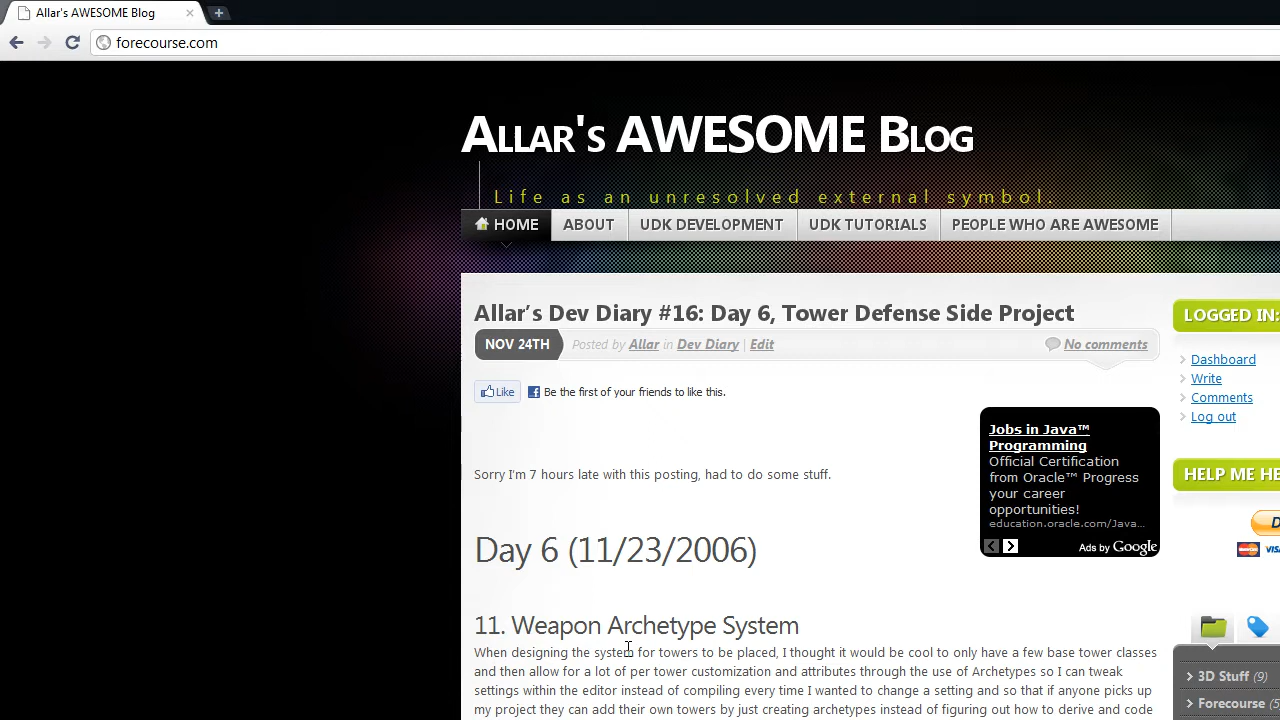 Allar's AWESOME Blog
forecourse.com
ALLAR'S AWESOME BLOG
Life as an unresolved external symbol.
HOME ABOUT UDK DEVELOPMENT UDK TUTORIALS PEOPLE WHO ARE AWESOME
Allar's Dev Diary #16: Day 6, Tower Defense Side Project
NOV 24TH Posted by Allar in Dev Diary | Edit No comments
Like Be the first of your friends to like this.
Sorry I'm 7 hours late with this posting, had to do some stuff.
Jobs in Java™
Programming
Official Certification
from Oracle™ Progress
your career
opportunities!
education.oracle.com/Java...
Ads by Google
Day 6 (11/23/2006)
11. Weapon Archetype System
When designing the system for towers to be placed, I thought it would be cool to only have a few base tower classes
and then allow for a lot of per tower customization and attributes through the use of Archetypes so I can tweak
settings within the editor instead of compiling every time I wanted to change a setting and so that if anyone picks up
my project they can add their own towers by just creating archetypes instead of figuring out how to derive and code
LOGGED IN:
Dashboard
Write
Comments
Log out
HELP ME HE
D
MasterCard VIS
3D Stuff (9)
Forecourse (5